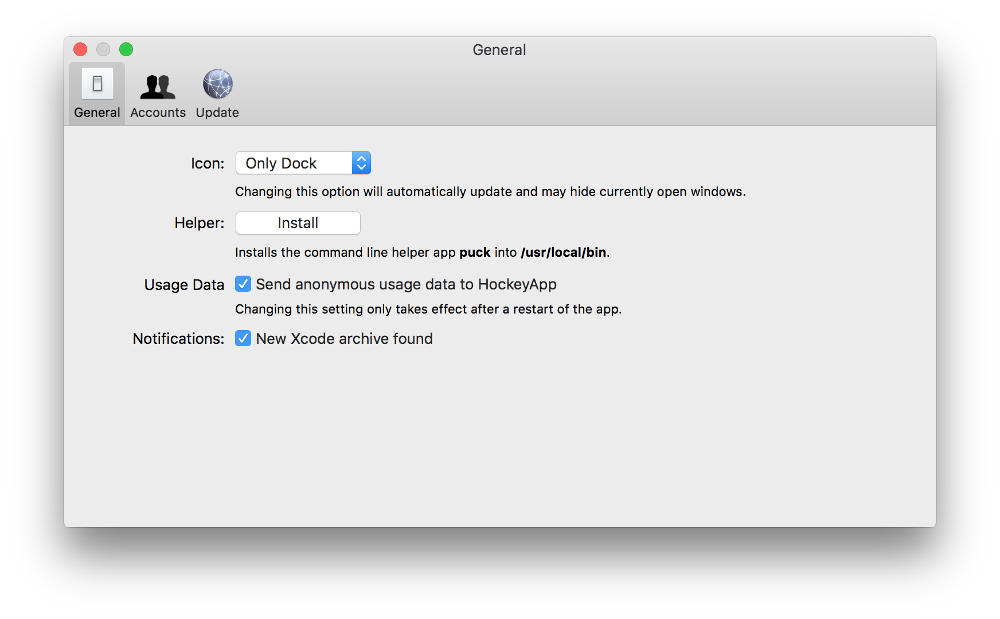 General
General Accounts Update
Icon: Only Dock
Changing this option will automatically update and may hide currently open windows.
Helper: Install
Installs the command line helper app puck into /usr/local/bin.
Usage Data Send anonymous usage data to HockeyApp
Changing this setting only takes effect after a restart of the app.
Notifications: New Xcode archive found